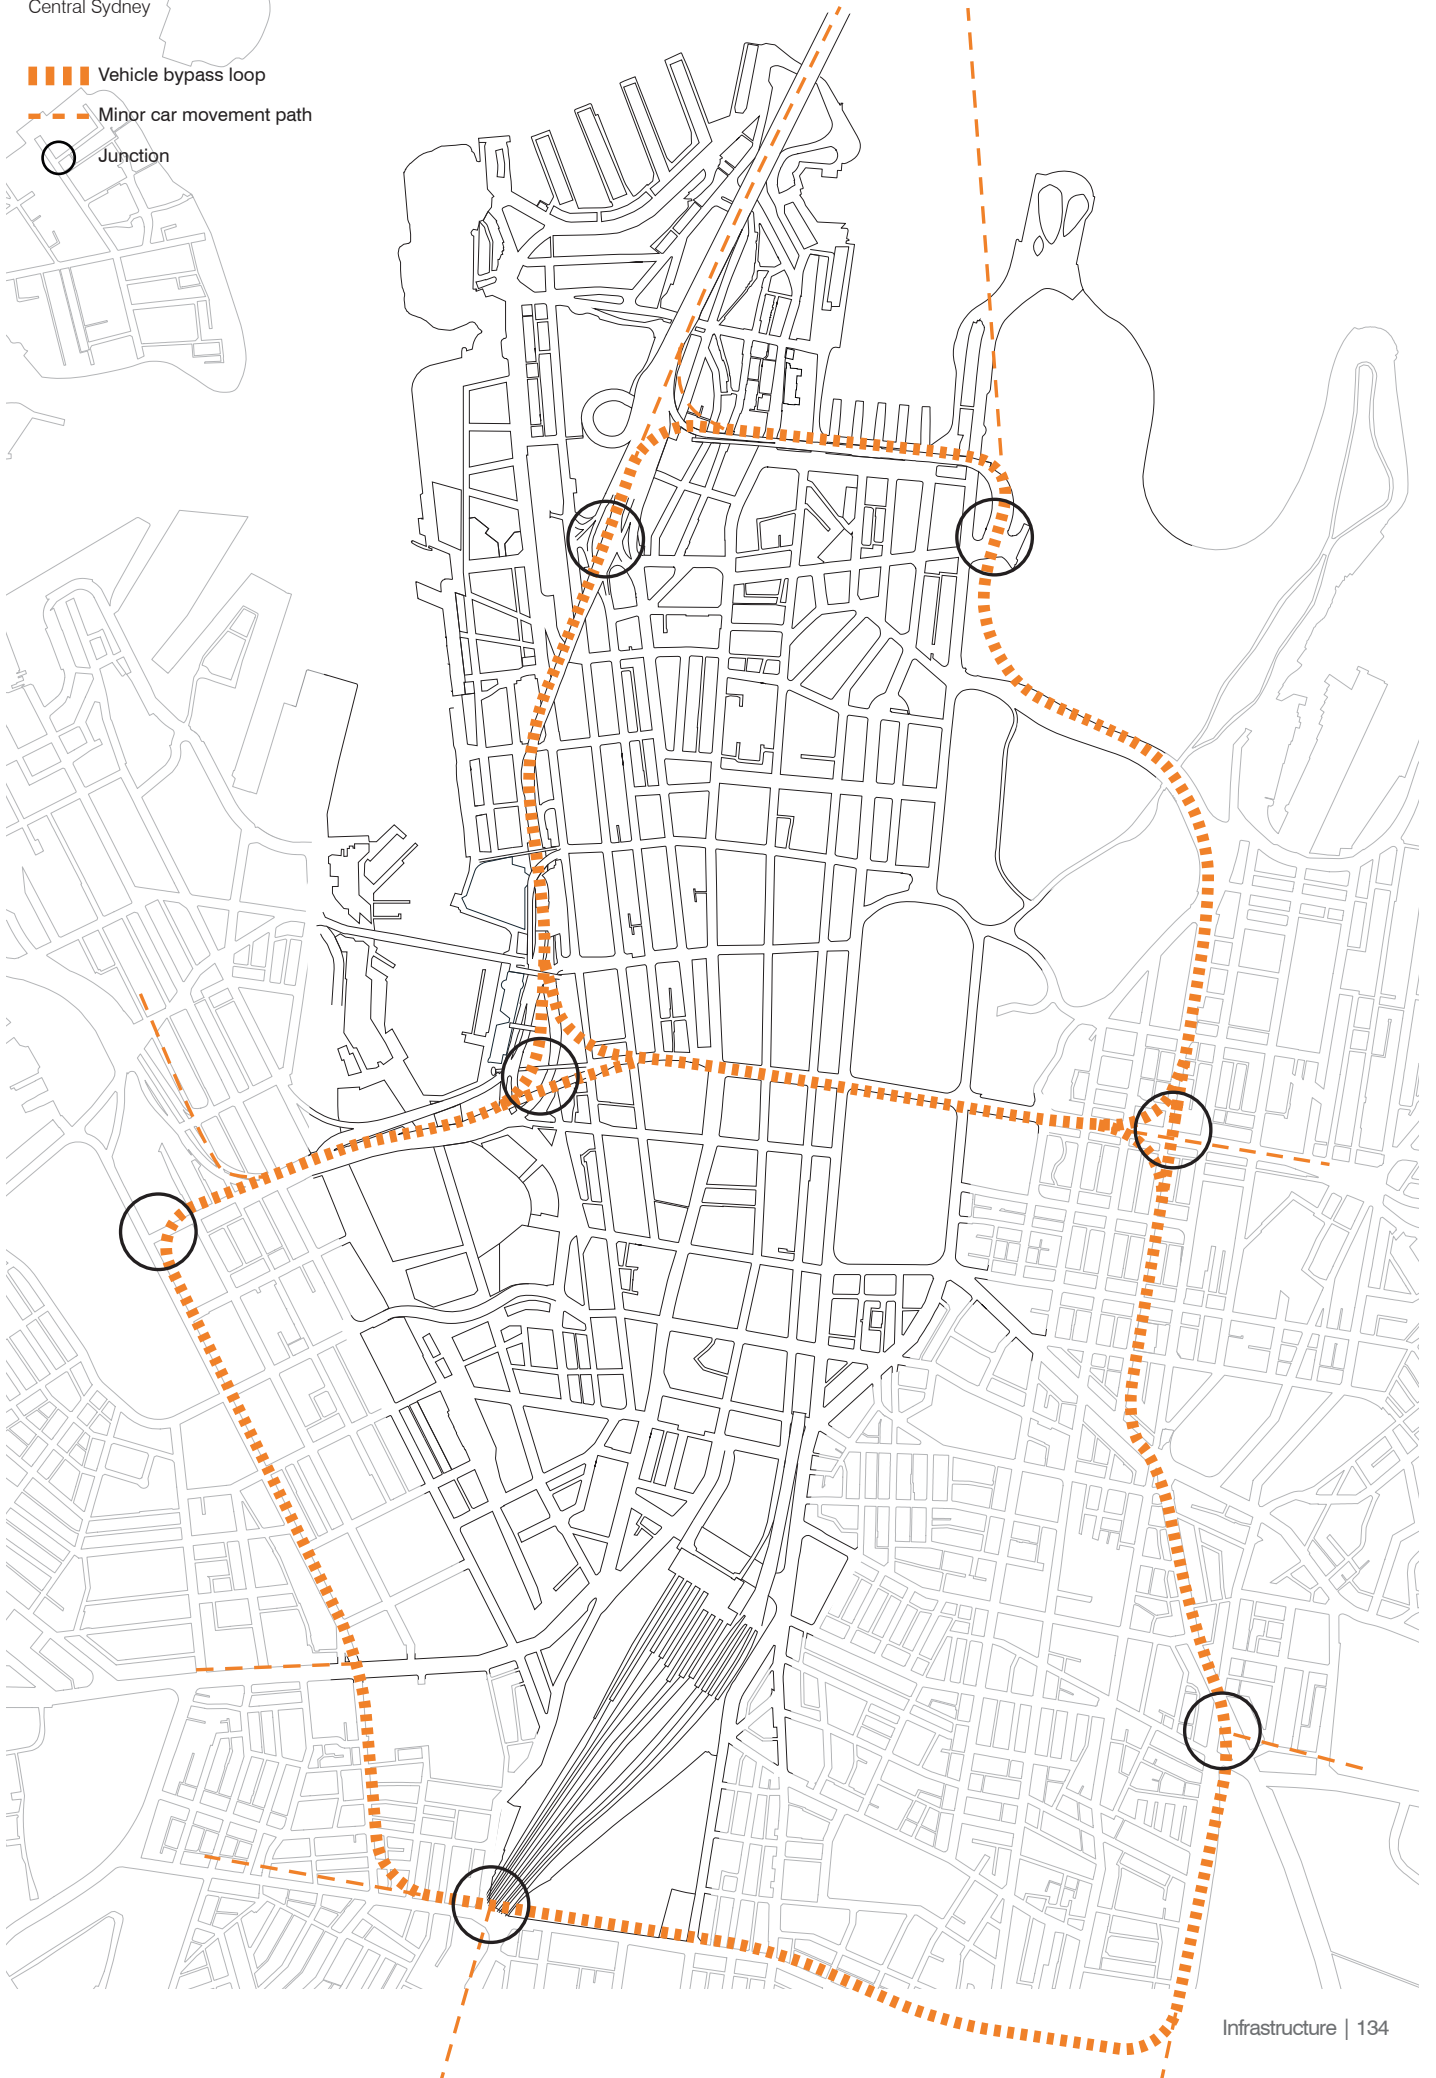 Central Sydney
Vehicle bypass loop
Minor car movement path
Junction
Infrastructure | 134